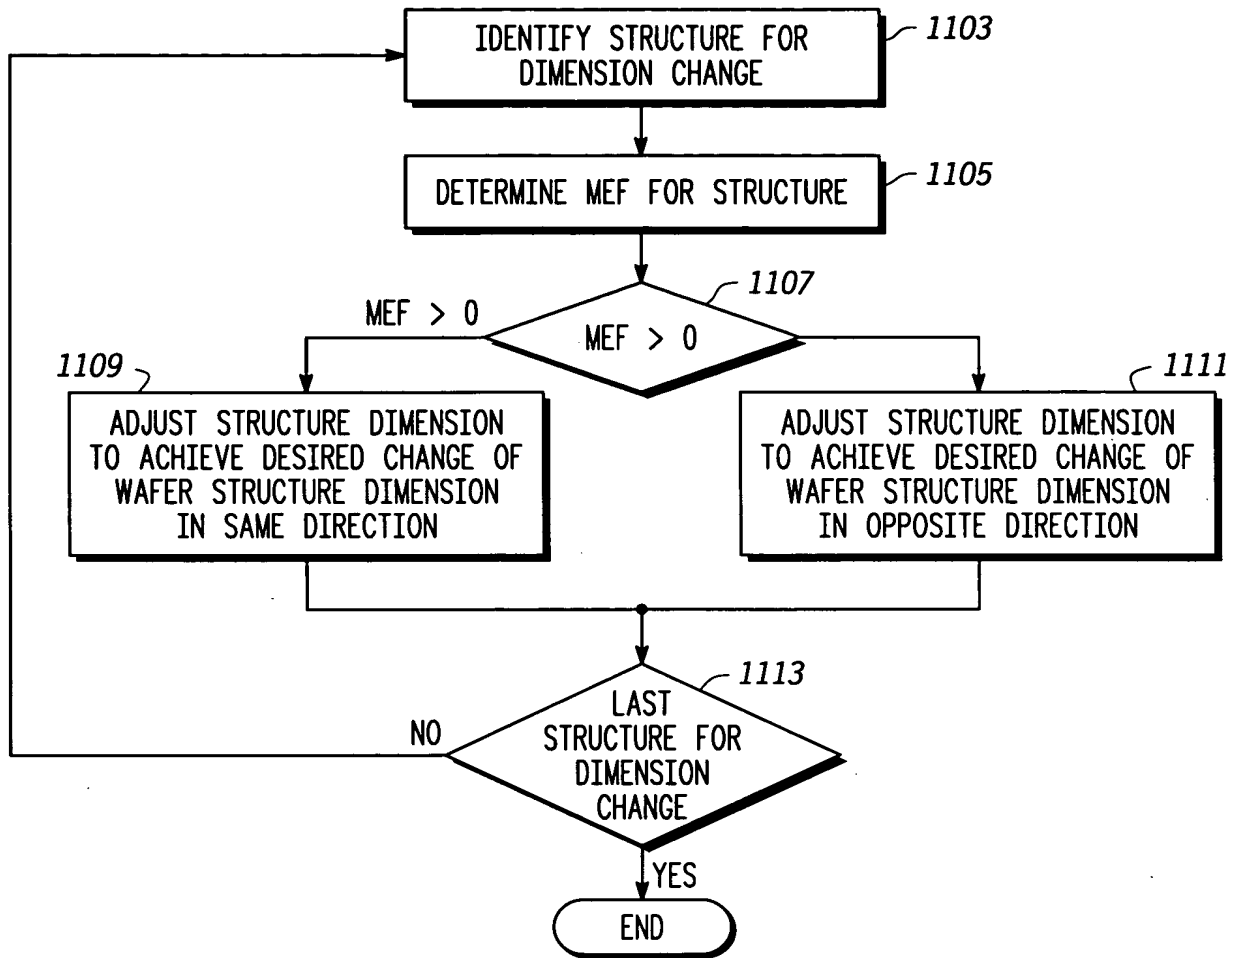 IDENTIFY STRUCTURE FOR
DIMENSION CHANGE
1103
DETERMINE MEF FOR STRUCTURE
1105
1107
MEF > 0
MEF > 0
1109
ADJUST STRUCTURE DIMENSION
TO ACHIEVE DESIRED CHANGE OF
WAFER STRUCTURE DIMENSION
IN SAME DIRECTION
1111
ADJUST STRUCTURE DIMENSION
TO ACHIEVE DESIRED CHANGE OF
WAFER STRUCTURE DIMENSION
IN OPPOSITE DIRECTION
1113
LAST
STRUCTURE FOR
DIMENSION
CHANGE
NO
YES
END